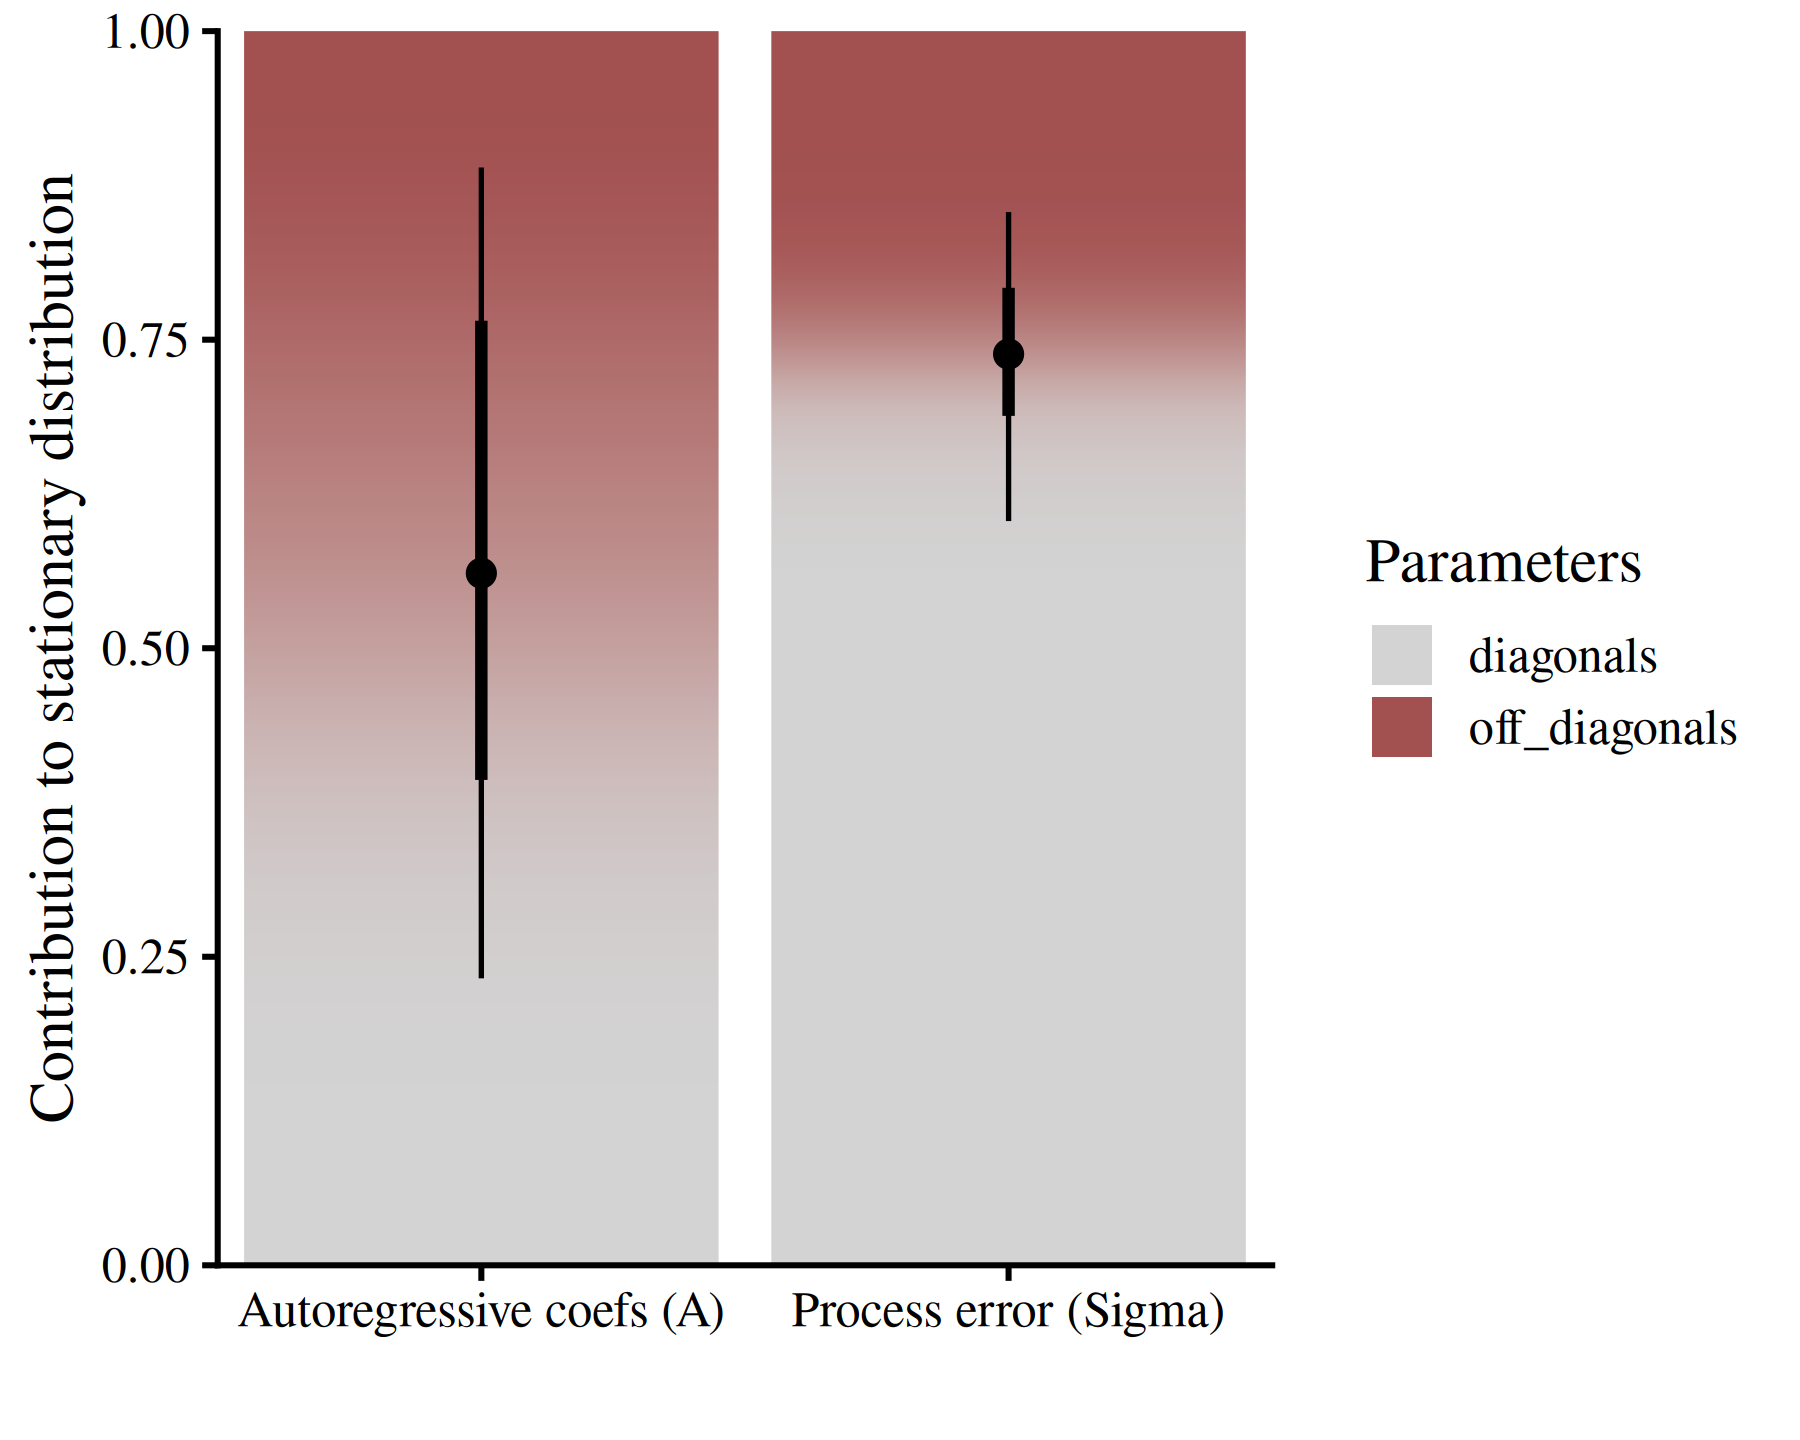 Contribution to stationary distribution
1.00
0.75
0.50
0.25
0.00
Autoregressive coefs (A)
Process error (Sigma)
Parameters
diagonals
off_diagonals